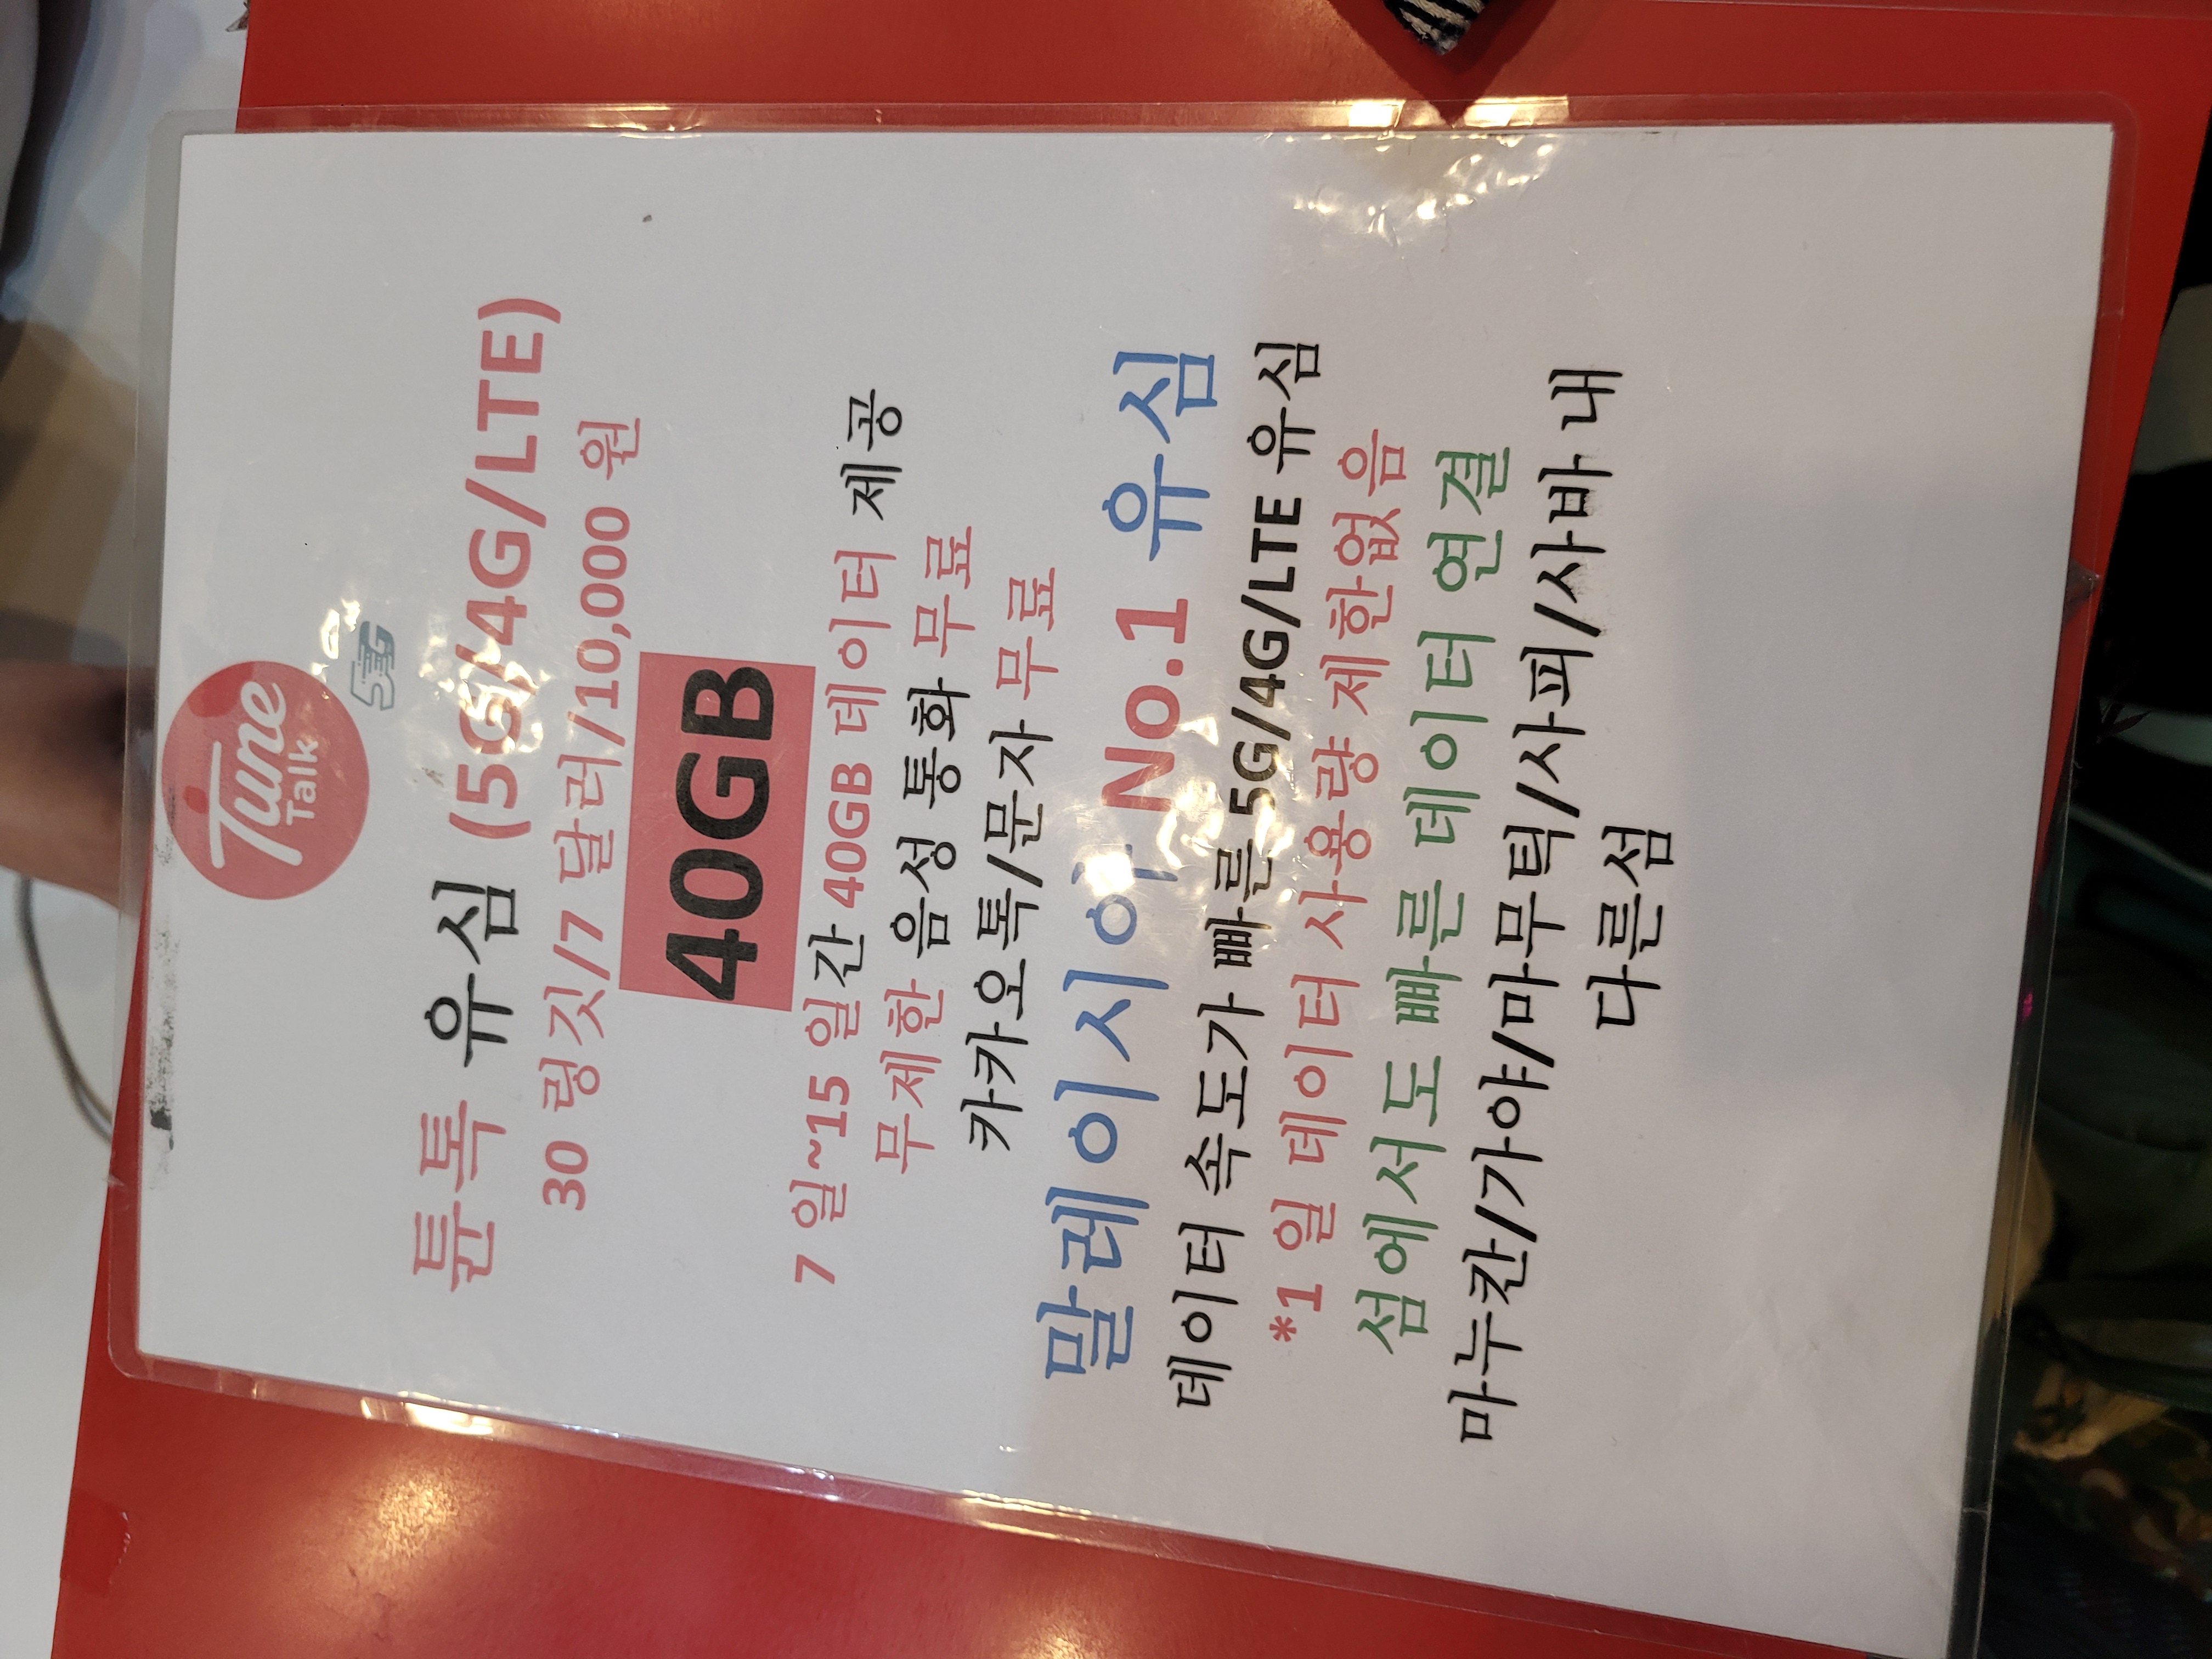 Tune
Talk
5G
튠톡 유심 (5G/4G/LTE)
30 링깃/7 달러/10,000 원
40GB
7 일~15 일간 40GB 데이터 제공
무제한 음성 통화 무료
카카오톡/문자 무료
말레이시아 No.1 유심
데이터 속도가 빠른 5G/4G/LTE 유심
*1 일 데이터 사용량 제한없음
섬에서도 빠른 데이터 연결
마누칸/가야/마무틱/사피/사바 내
다른섬